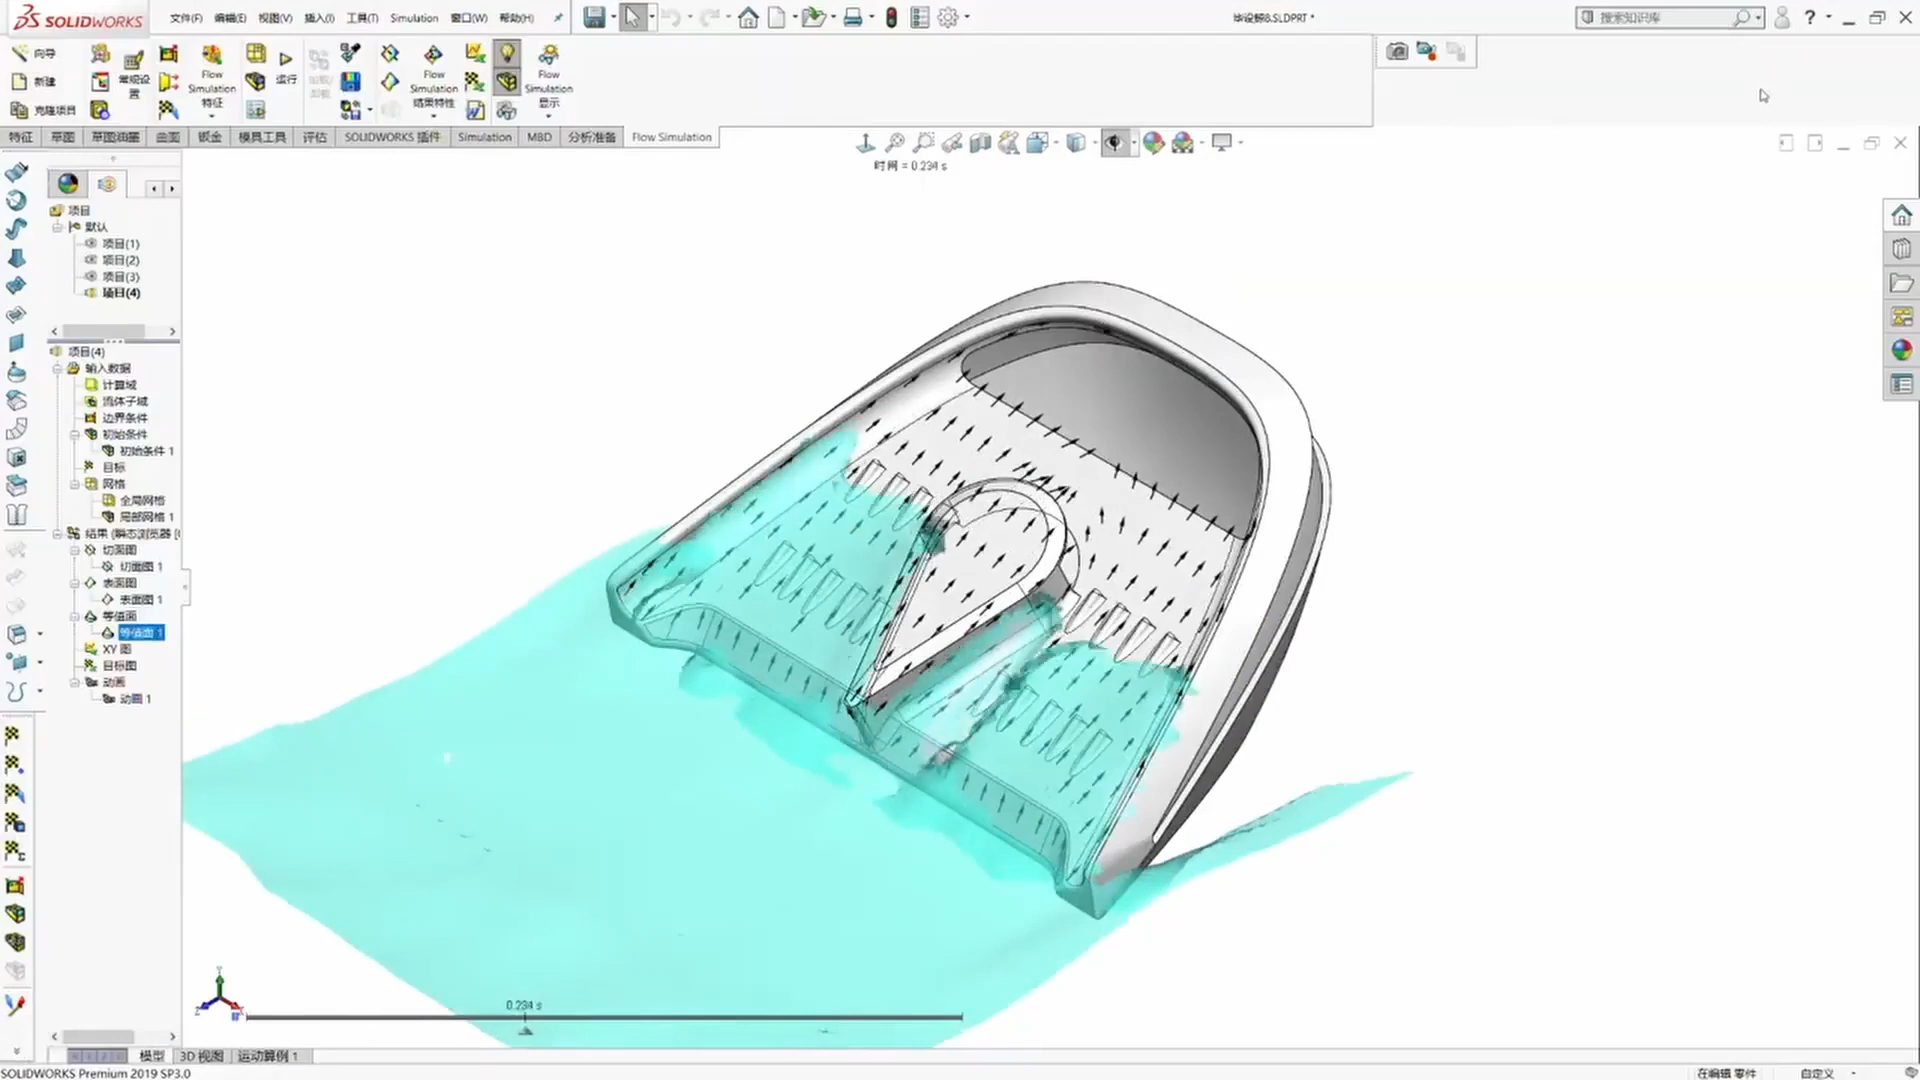 SOLIDWORKS
文件(F) 编辑(E) 视图(V) 插入(I) 工具(T) Simulation 窗口(W) 帮助(H)
毕设鲸8.SLDPRT *
搜索知识库
向导
新建
克隆项目
常规设置
Flow Simulation 特征
运行
Flow Simulation 结果特性
Flow Simulation 显示
特征 草图 草图油墨 曲面 钣金 模具工具 评估 SOLIDWORKS 插件 Simulation MBD 分析准备 Flow Simulation
时间 = 0.234 s
项目
默认
项目(1)
项目(2)
项目(3)
项目(4)
项目(4)
输入数据
计算域
流体子域
边界条件
初始条件
初始条件 1
目标
网格
全局网格
局部网格 1
结果 (瞬态浏览器 [
切面图
切面图 1
表面图
表面图 1
等值面
等值面 1
XY 图
目标图
动画
动画 1
0.234 s
模型 3D 视图 运动算例 1
SOLIDWORKS Premium 2019 SP3.0
在编辑 零件
自定义